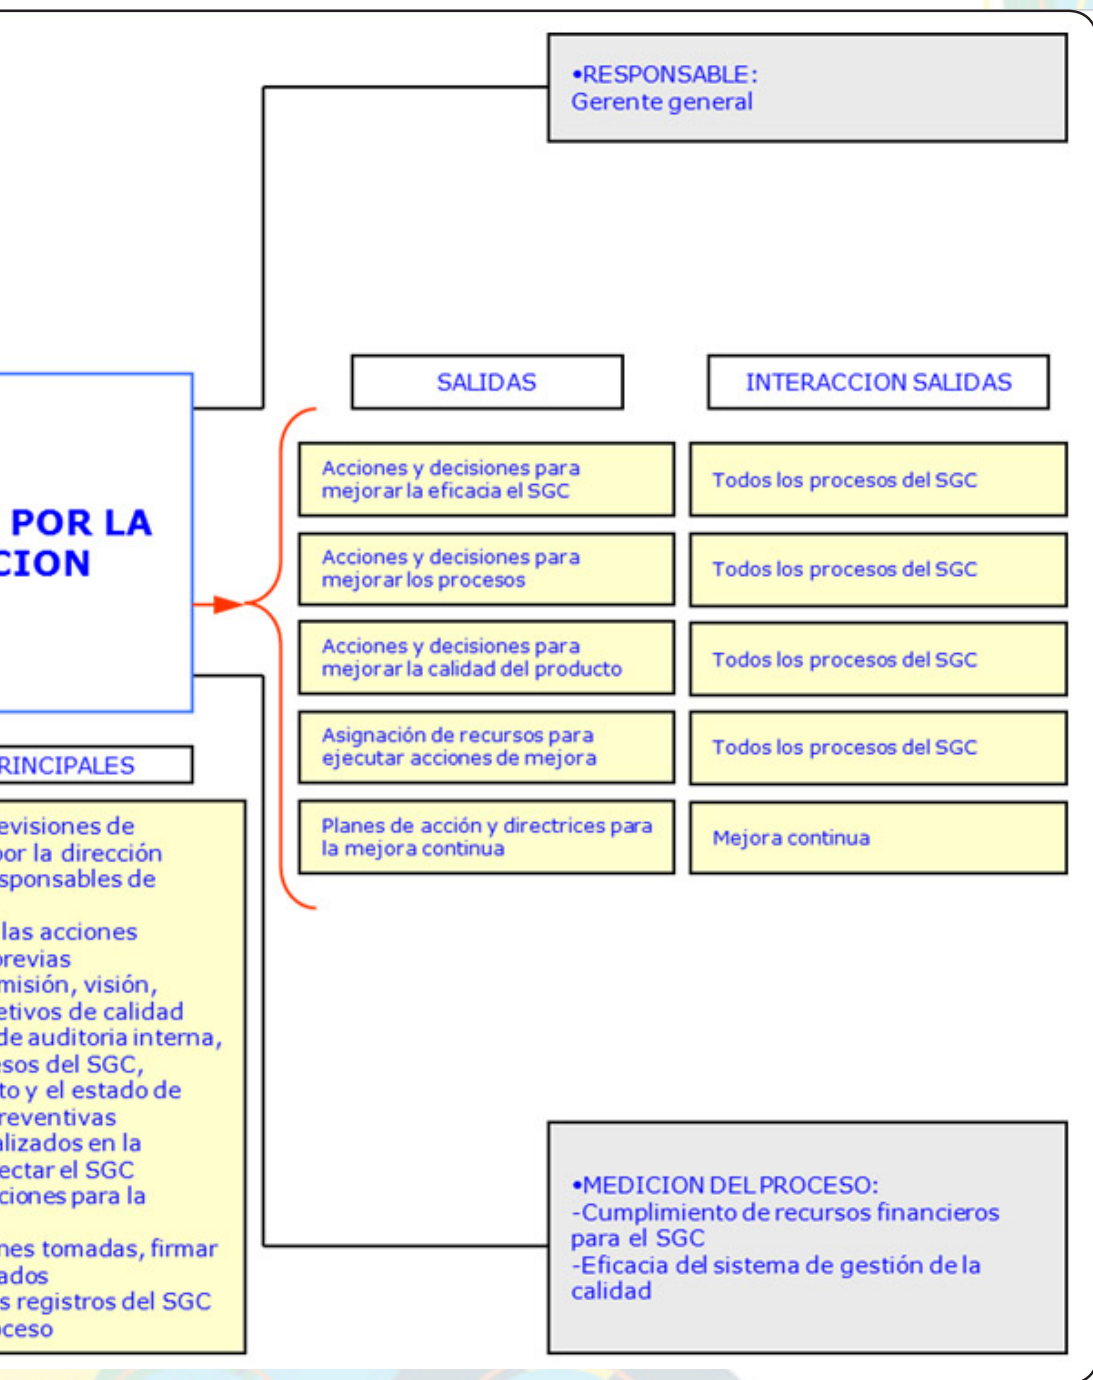 •RESPONSABLE:
Gerente general
SALIDAS
INTERACCION SALIDAS
Acciones y decisiones para
mejorar la eficacia el SGC
Todos los procesos del SGC
Acciones y decisiones para
mejorar los procesos
Todos los procesos del SGC
Acciones y decisiones para
mejorar la calidad del producto
Todos los procesos del SGC
Asignación de recursos para
ejecutar acciones de mejora
Todos los procesos del SGC
Planes de acción y directrices para
la mejora continua
Mejora continua
POR LA
CION
RINCIPALES
evisiones de
por la dirección
sponsables de
las acciones
previas
misión, visión,
etivos de calidad
de auditoria interna,
esos del SGC,
to y el estado de
reventivas
alizados en la
ectar el SGC
ciones para la
nes tomadas, firmar
ados
s registros del SGC
oceso
•MEDICION DEL PROCESO:
-Cumplimiento de recursos financieros
para el SGC
-Eficacia del sistema de gestión de la
calidad